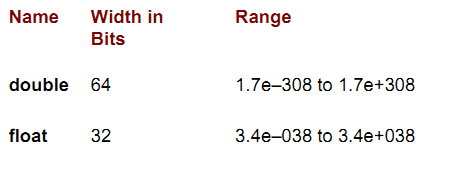 Name Width in Range
Bits
double 64 1.7e–308 to 1.7e+308
float 32 3.4e–038 to 3.4e+038